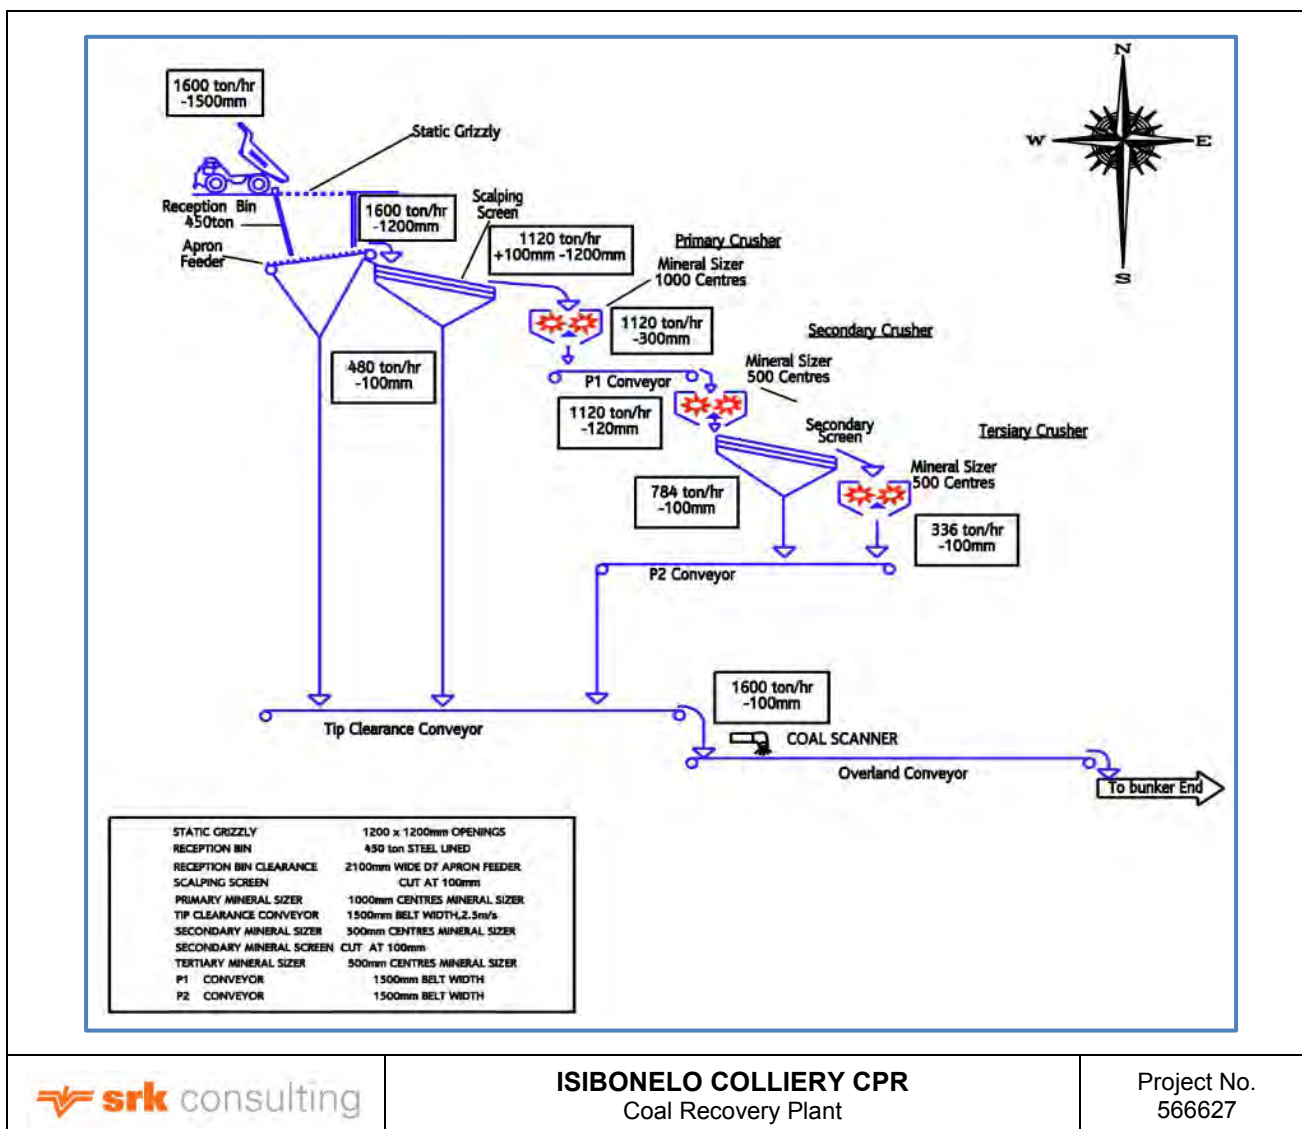 N
1600 ton/hr
-1500mm
Static Grizzly
W
E
Reception Bin
450ton
1600 ton/hr
-1200mm
Scalping
Screen
1120 ton/hr
+100mm -1200mm
Primary Crusher
Mineral Sizer
1000 Centres
Apron
Feeder
S
1120 ton/hr
-300mm
Secondary Crusher
480 ton/hr
-100mm
P1 Conveyor
Mineral Sizer
500 Centres
1120 ton/hr
-120mm
Secondary
Screen
Tersiary Crusher
Mineral Sizer
500 Centres
784 ton/hr
-100mm
336 ton/hr
-100mm
P2 Conveyor
1600 ton/hr
-100mm
Tip Clearance Conveyor
COAL SCANNER
Overland Conveyor
To bunker End
STATIC GRIZZLY 1200 x 1200mm OPENINGS
RECEPTION BIN 450 ton STEEL LINED
RECEPTION BIN CLEARANCE 2100mm WIDE D7 APRON FEEDER
SCALPING SCREEN CUT AT 100mm
PRIMARY MINERAL SIZER 1000mm CENTRES MINERAL SIZER
TIP CLEARANCE CONVEYOR 1500mm BELT WIDTH,2.5m/s
SECONDARY MINERAL SIZER 500mm CENTRES MINERAL SIZER
SECONDARY MINERAL SCREEN CUT AT 100mm
TERTIARY MINERAL SIZER 500mm CENTRES MINERAL SIZER
P1 CONVEYOR 1500mm BELT WIDTH
P2 CONVEYOR 1500mm BELT WIDTH
srk consulting
ISIBONELO COLLIERY CPR
Coal Recovery Plant
Project No.
566627